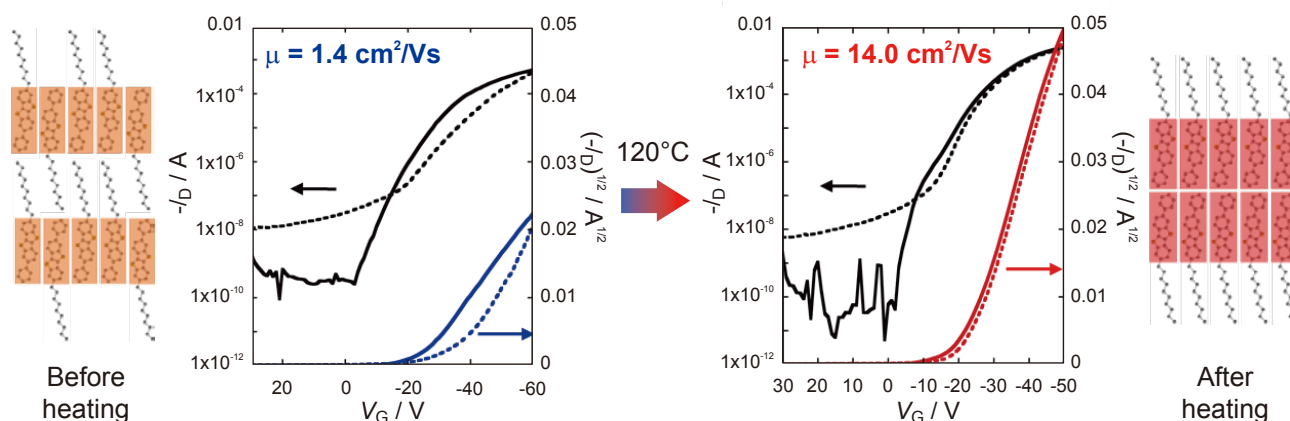 Before
heating
μ = 1.4 cm²/Vs
0.01
1x10⁻⁴
1x10⁻⁶
1x10⁻⁸
1x10⁻¹⁰
1x10⁻¹²
-I_D / A
20
0
-20
-40
-60
V_G / V
0.05
0.04
0.03
0.02
0.01
0
(-I_D)^1/2 / A^1/2
120°C
μ = 14.0 cm²/Vs
0.01
1x10⁻⁴
1x10⁻⁶
1x10⁻⁸
1x10⁻¹⁰
1x10⁻¹²
-I_D / A
30
20
10
0
-10
-20
-30
-40
-50
V_G / V
0.05
0.04
0.03
0.02
0.01
0
(-I_D)^1/2 / A^1/2
After
heating